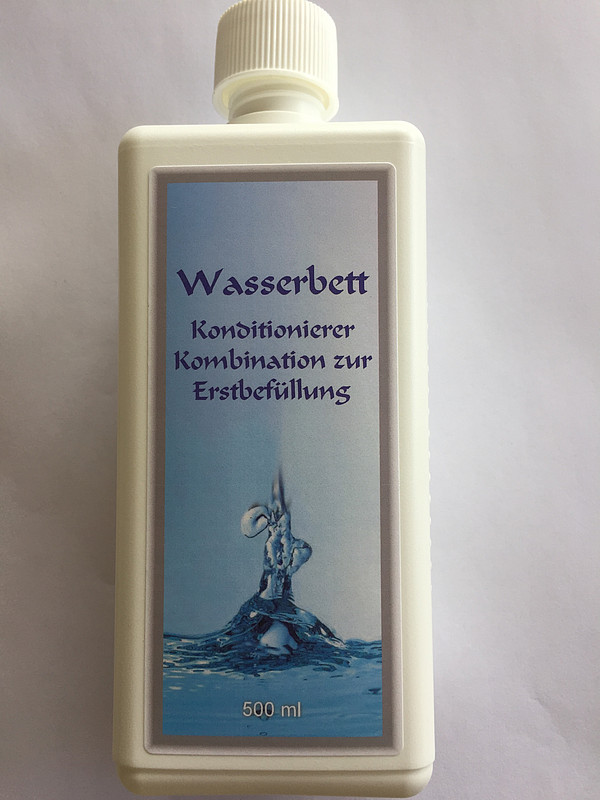 Wasserbett
Konditionierer
Kombination zur
Erstbefüllung
500 ml